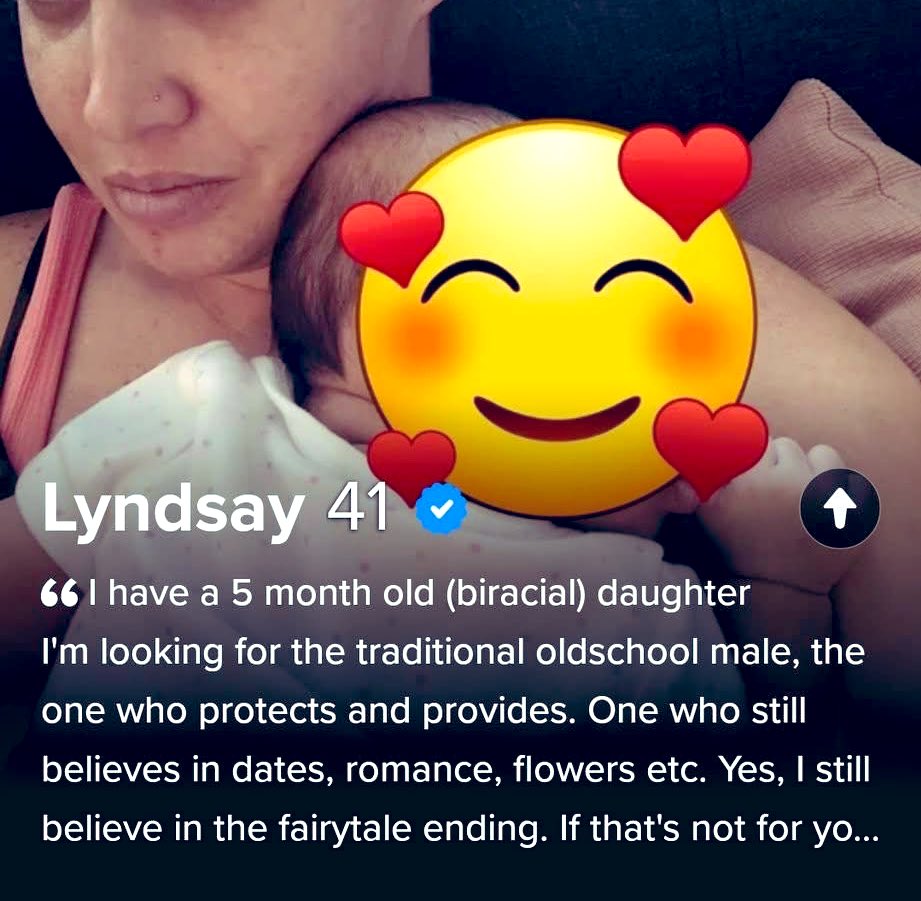 Lyndsay 41
❝ I have a 5 month old (biracial) daughter
I'm looking for the traditional oldschool male, the
one who protects and provides. One who still
believes in dates, romance, flowers etc. Yes, I still
believe in the fairytale ending. If that's not for yo...